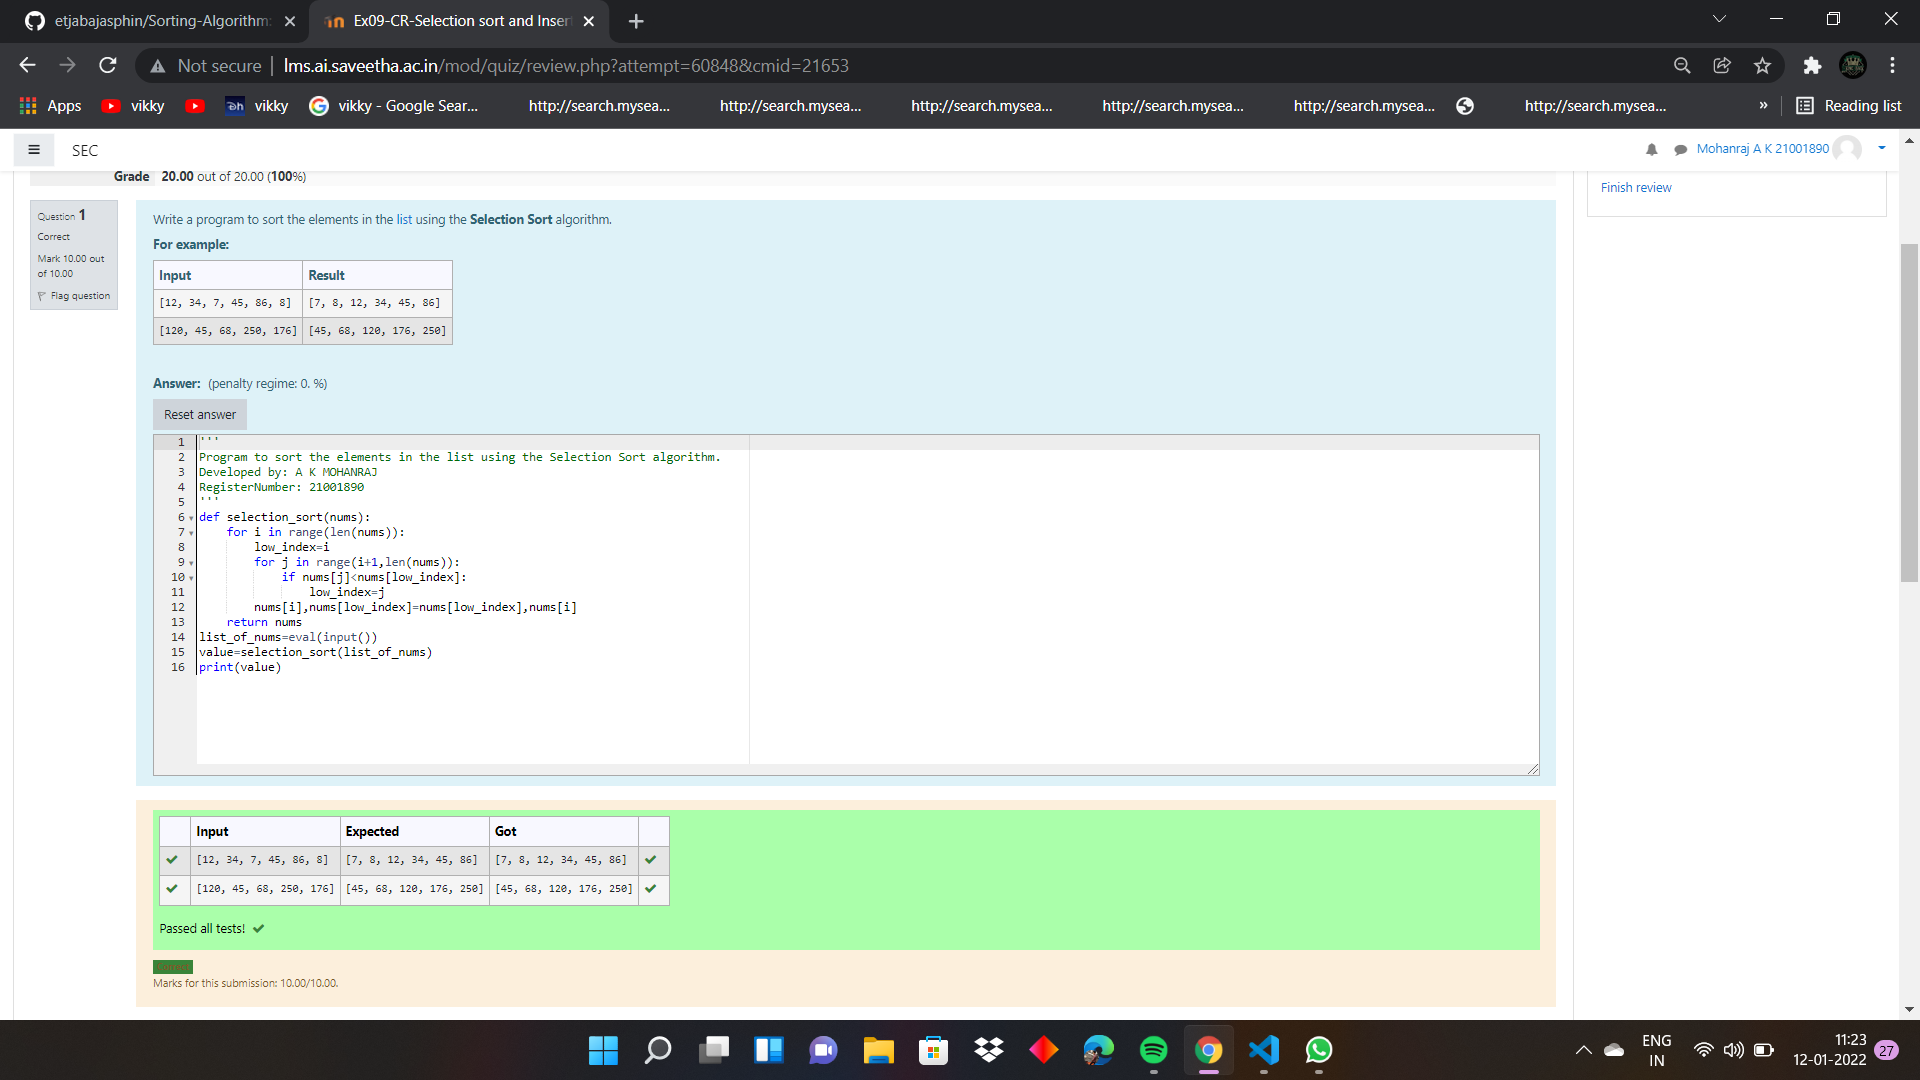 etjabajasphin/Sorting-Algorithm:
Ex09-CR-Selection sort and Inser
Not secure | lms.ai.saveetha.ac.in/mod/quiz/review.php?attempt=60848&cmid=21653
Apps vikky vikky vikky - Google Sear... http://search.mysea... http://search.mysea... http://search.mysea... http://search.mysea... http://search.mysea... http://search.mysea... » Reading list
SEC
Mohanraj A K 21001890
Grade 20.00 out of 20.00 (100%)
Finish review
Question 1
Correct
Mark 10.00 out
of 10.00
Flag question
Write a program to sort the elements in the list using the Selection Sort algorithm.
For example:
Input Result
[12, 34, 7, 45, 86, 8] [7, 8, 12, 34, 45, 86]
[120, 45, 68, 250, 176] [45, 68, 120, 176, 250]
Answer: (penalty regime: 0. %)
Reset answer
1 '''
2 Program to sort the elements in the list using the Selection Sort algorithm.
3 Developed by: A K MOHANRAJ
4 RegisterNumber: 21001890
5 '''
6 def selection_sort(nums):
7 for i in range(len(nums)):
8 low_index=i
9 for j in range(i+1,len(nums)):
10 if nums[j]<nums[low_index]:
11 low_index=j
12 nums[i],nums[low_index]=nums[low_index],nums[i]
13 return nums
14 list_of_nums=eval(input())
15 value=selection_sort(list_of_nums)
16 print(value)
Input Expected Got
[12, 34, 7, 45, 86, 8] [7, 8, 12, 34, 45, 86] [7, 8, 12, 34, 45, 86]
[120, 45, 68, 250, 176] [45, 68, 120, 176, 250] [45, 68, 120, 176, 250]
Passed all tests!
Marks for this submission: 10.00/10.00.
ENG
IN
11:23
12-01-2022
27